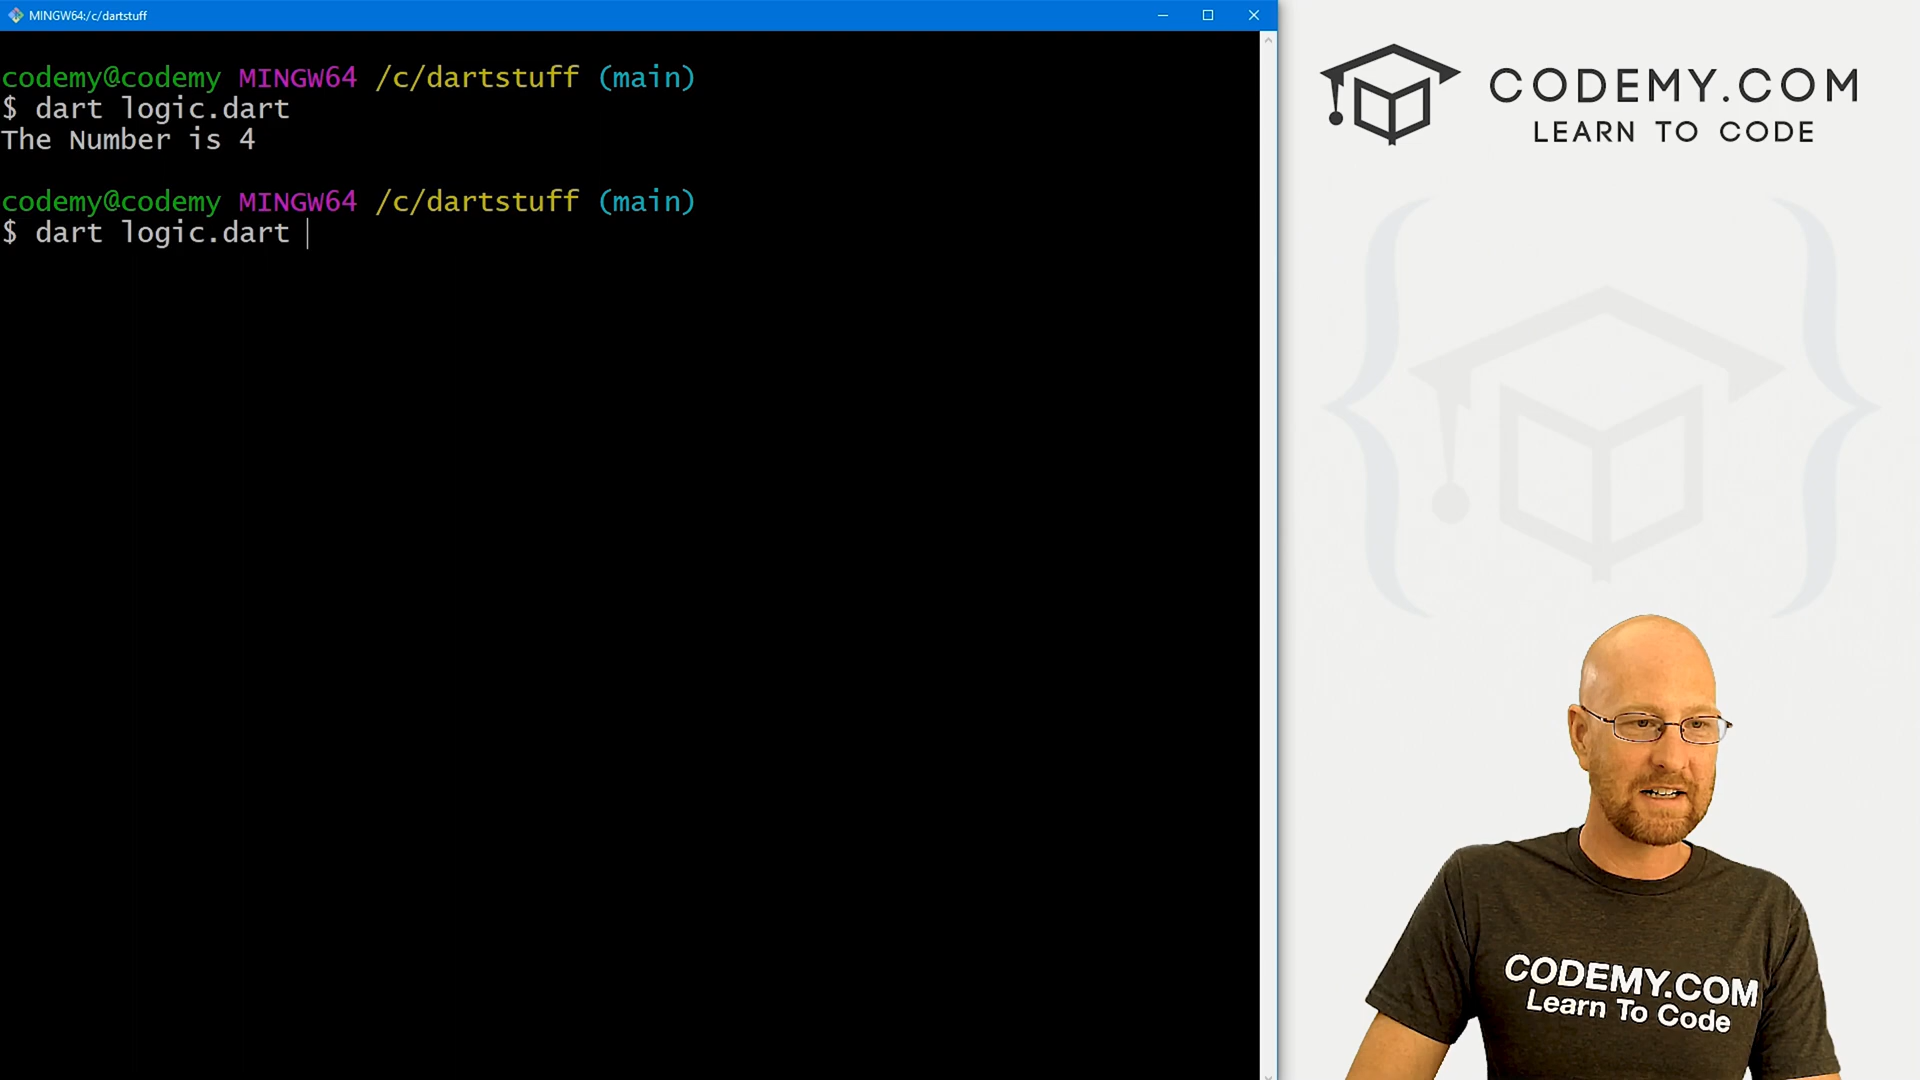 MINGW64:/c/dartstuff
codemy@codemy MINGW64 /c/dartstuff (main)
$ dart logic.dart
The Number is 4
codemy@codemy MINGW64 /c/dartstuff (main)
$ dart logic.dart
CODEMY.COM
LEARN TO CODE
CODEMY.COM
Learn To Code